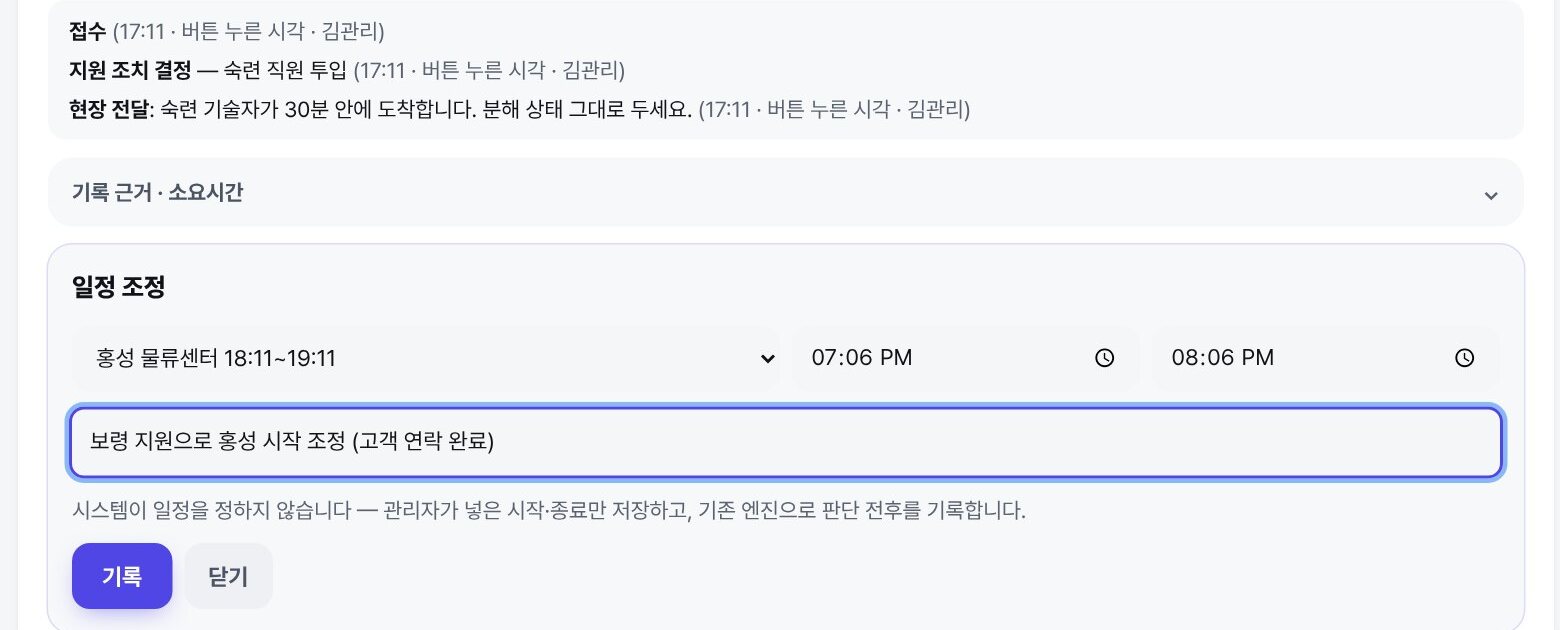 접수 (17:11 · 버튼 누른 시각 · 김관리)
지원 조치 결정 — 숙련 직원 투입 (17:11 · 버튼 누른 시각 · 김관리)
현장 전달: 숙련 기술자가 30분 안에 도착합니다. 분해 상태 그대로 두세요. (17:11 · 버튼 누른 시각 · 김관리)
기록 근거 · 소요시간
일정 조정
홍성 물류센터 18:11~19:11 07:06 PM 08:06 PM
보령 지원으로 홍성 시작 조정 (고객 연락 완료)
시스템이 일정을 정하지 않습니다 — 관리자가 넣은 시작·종료만 저장하고, 기존 엔진으로 판단 전후를 기록합니다.
기록 닫기